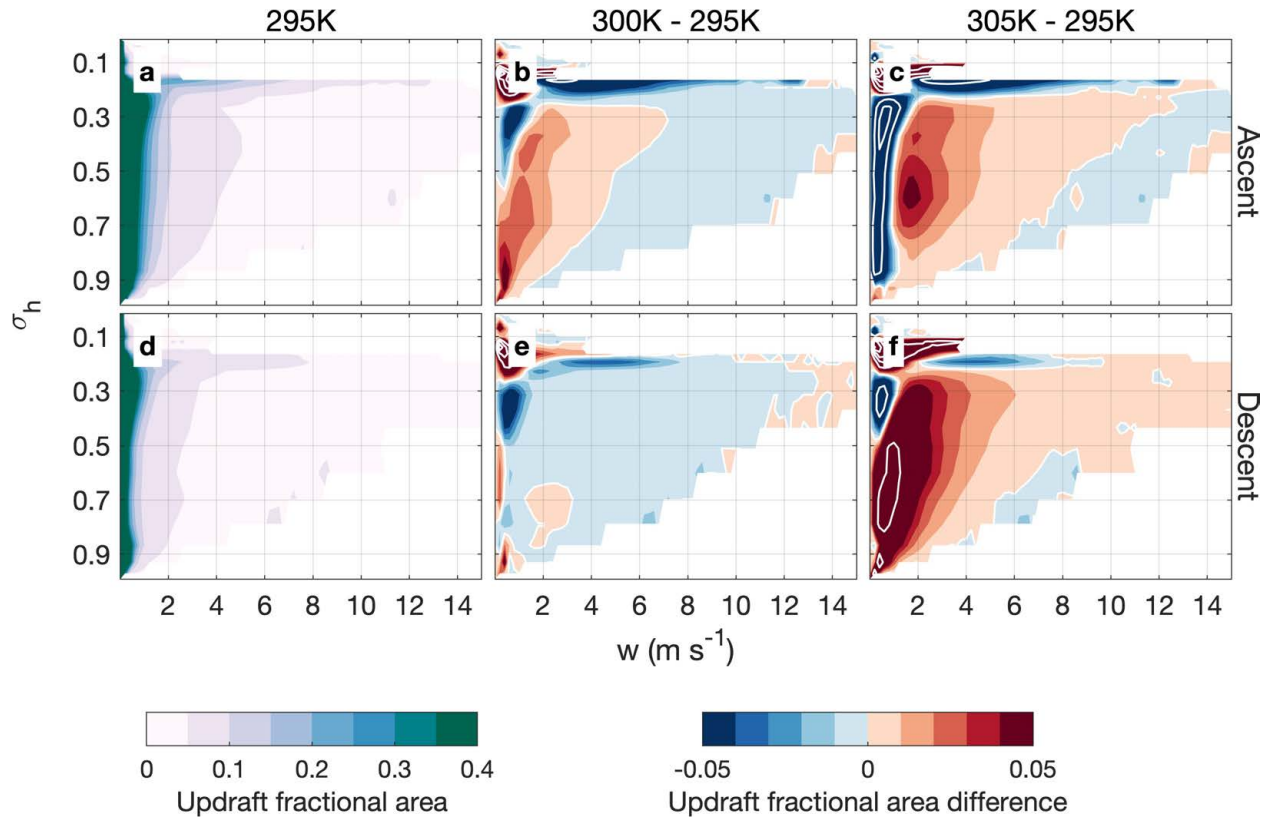 295K 300K - 295K 305K - 295K
0.1 a b c
0.3
0.5
0.7
0.9
Ascent
σh
0.1 d e f
0.3
0.5
0.7
0.9
Descent
2 4 6 8 10 12 14 2 4 6 8 10 12 14 2 4 6 8 10 12 14
w (m s⁻¹)
0 0.1 0.2 0.3 0.4 -0.05 0 0.05
Updraft fractional area Updraft fractional area difference